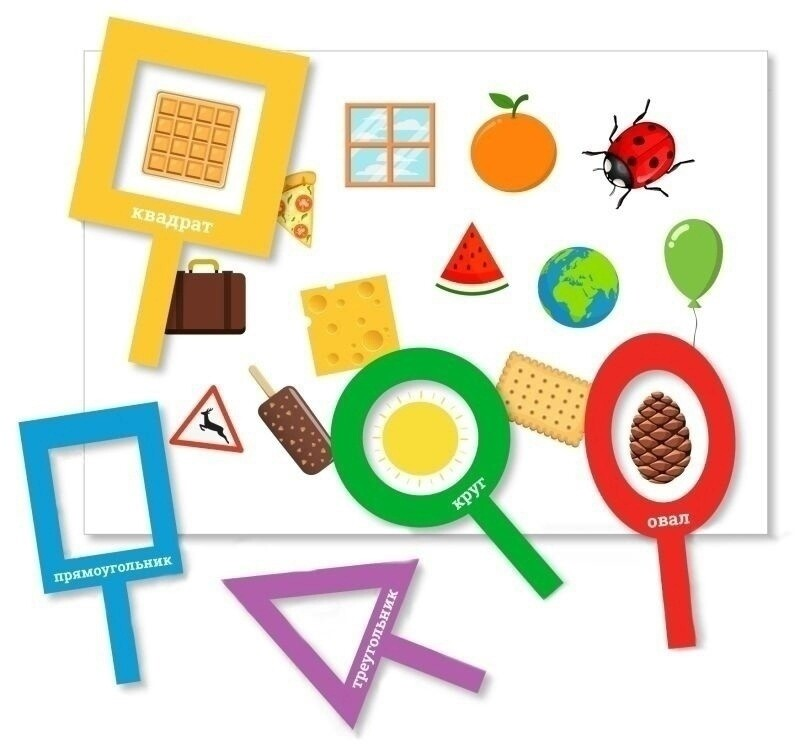 квадрат
круг
овал
прямоугольник
треугольник